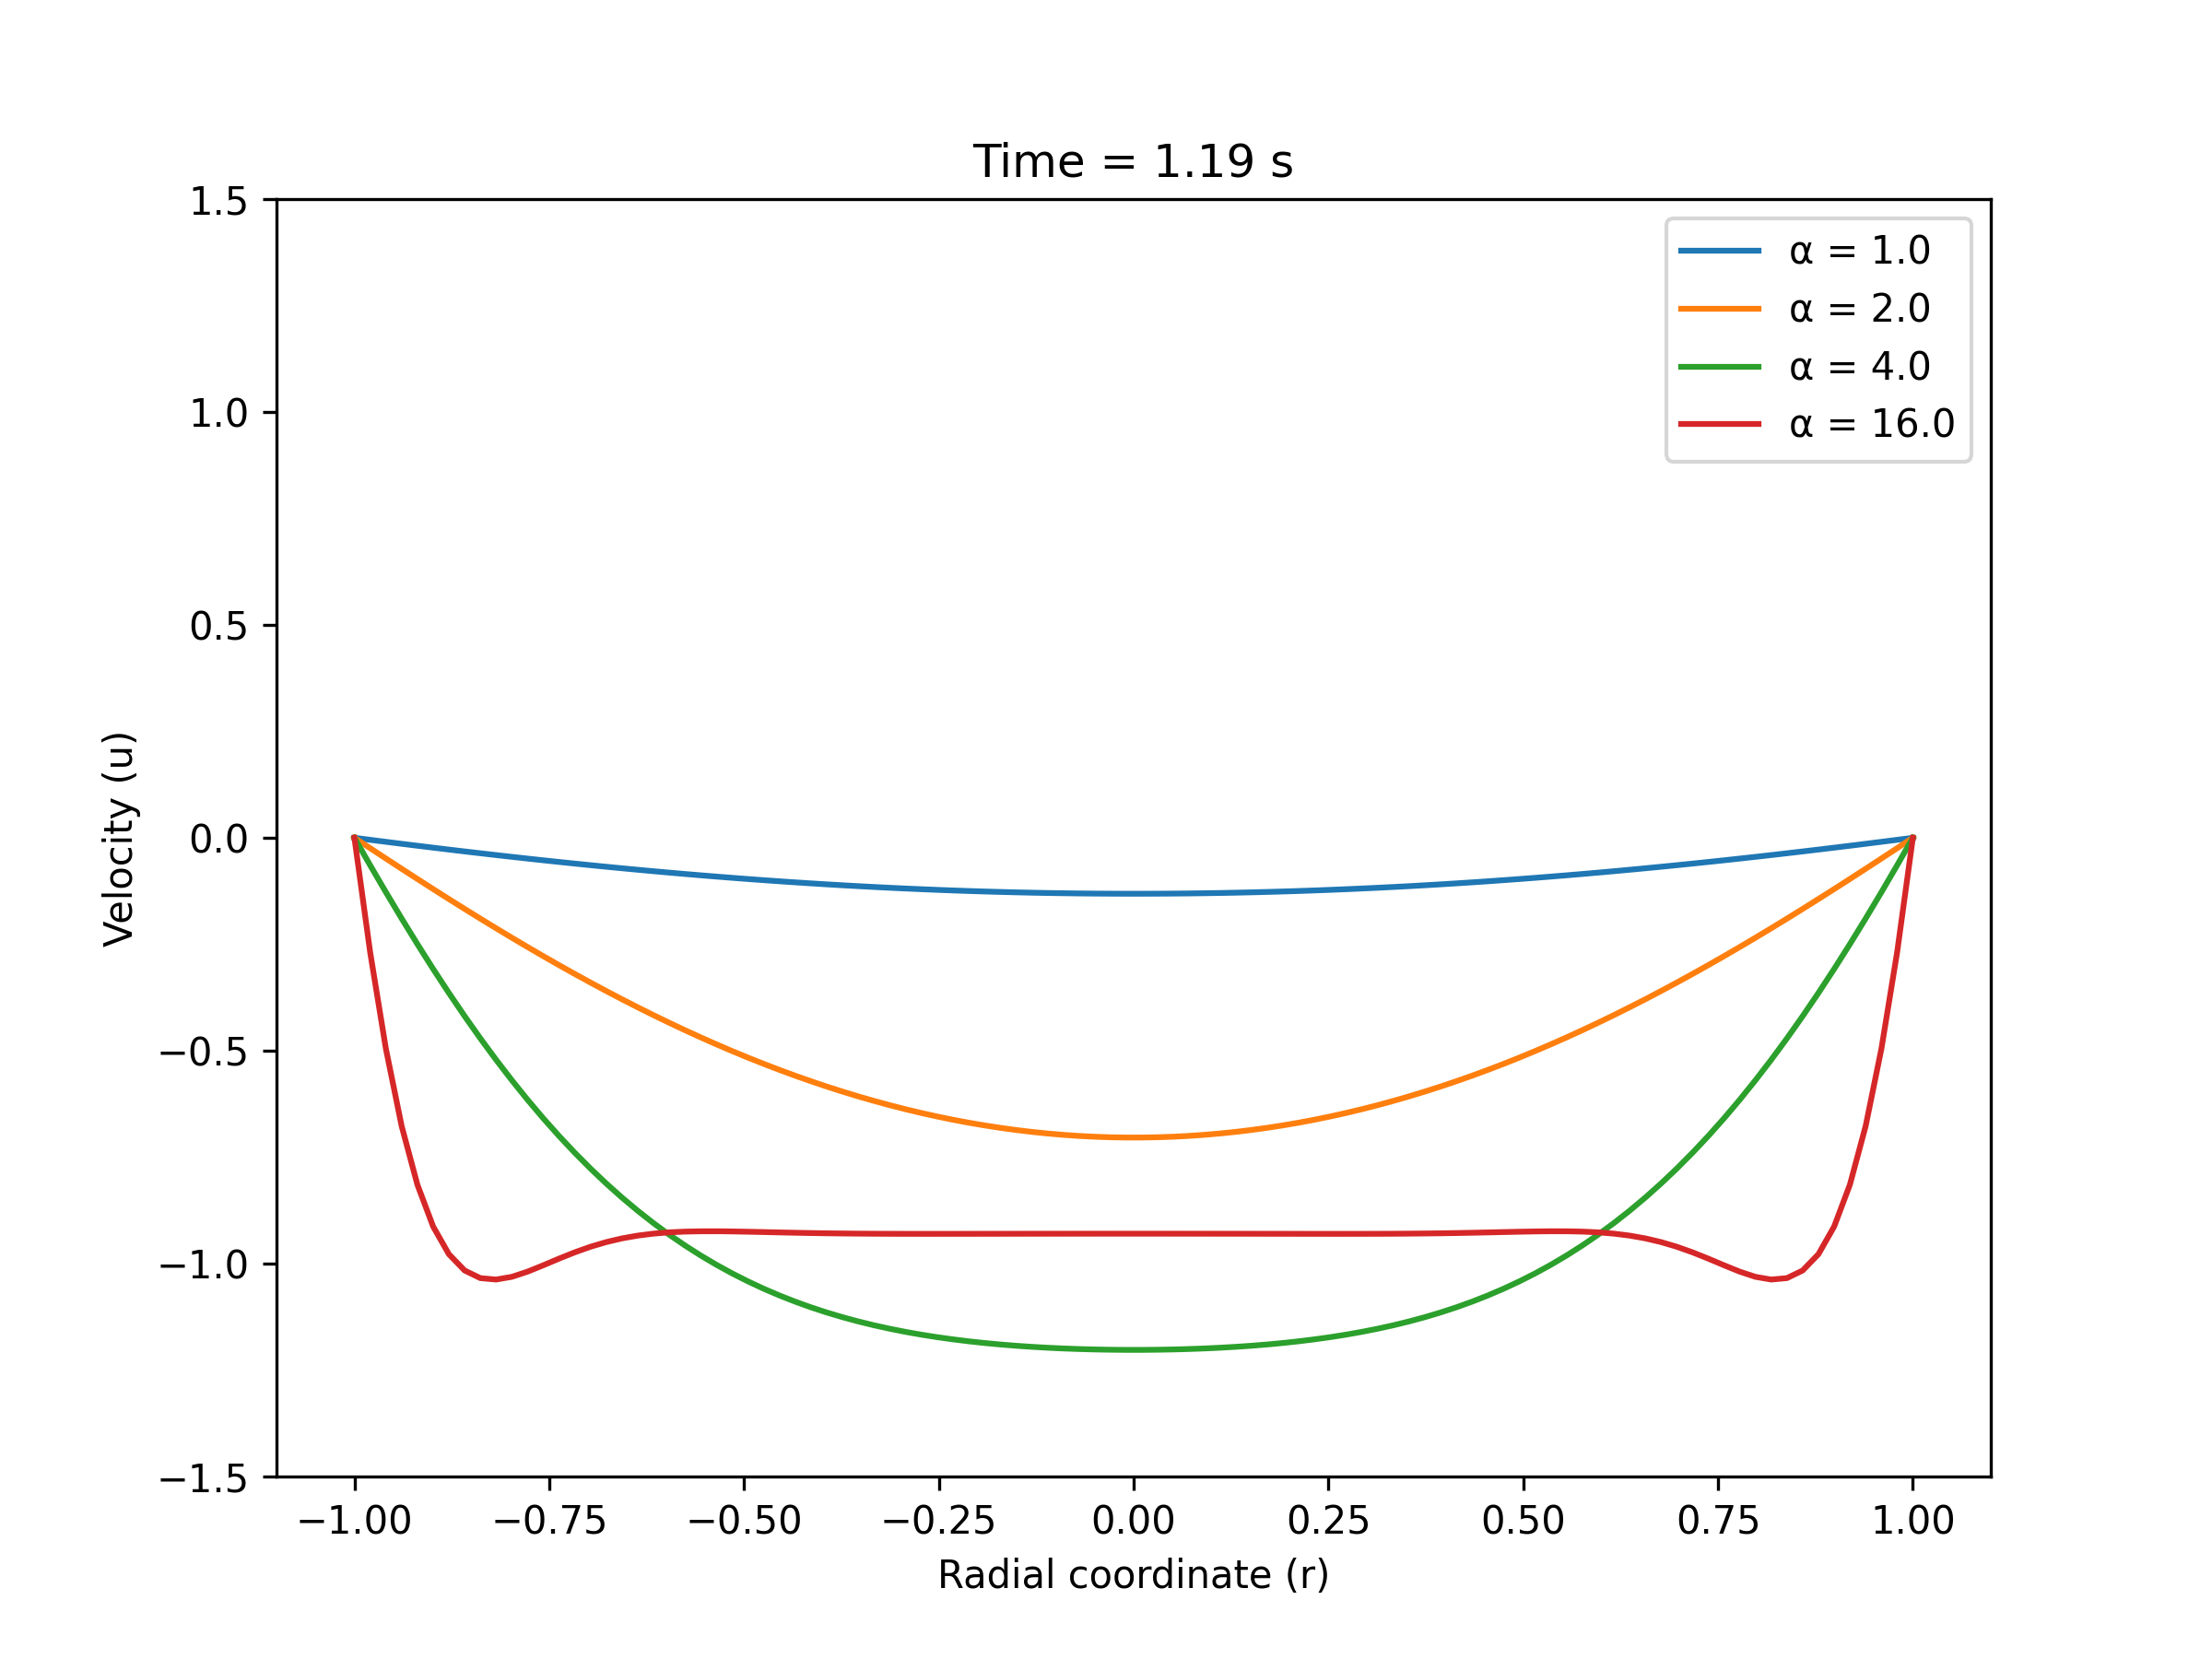 Time = 1.19 s
1.5
1.0
0.5
0.0
−0.5
−1.0
−1.5
Velocity (u)
α = 1.0
α = 2.0
α = 4.0
α = 16.0
−1.00 −0.75 −0.50 −0.25 0.00 0.25 0.50 0.75 1.00
Radial coordinate (r)